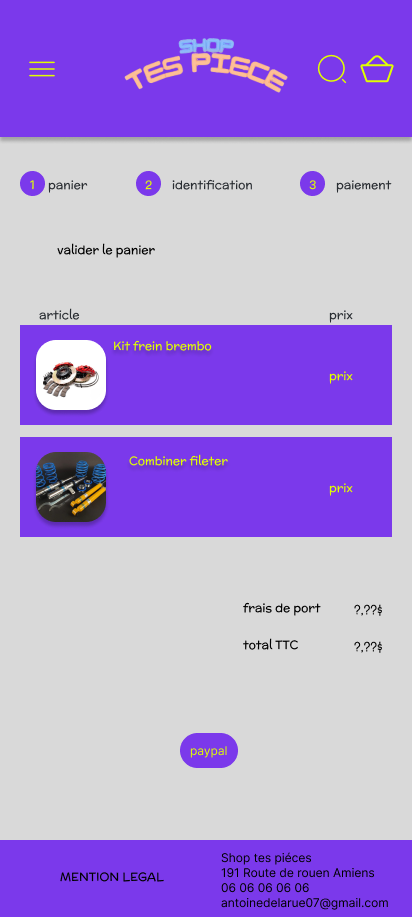 SHOP
TES PIECE
1 panier 2 identification 3 paiement
valider le panier
article prix
Kit frein brembo
prix
Combiner fileter
prix
frais de port ?,??$
total TTC ?,??$
paypal
MENTION LEGAL
Shop tes piéces
191 Route de rouen Amiens
06 06 06 06 06
antoinedelarue07@gmail.com